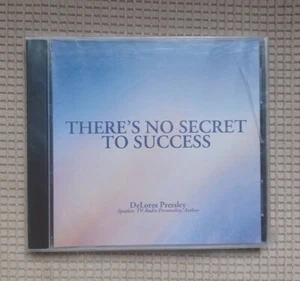 THERE'S NO SECRET
TO SUCCESS
DeLores Pressley
Speaker, TV Radio Personality, Author